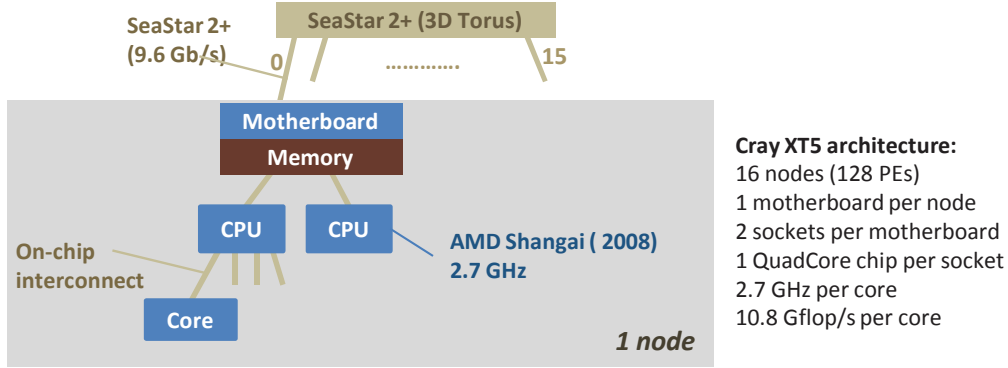 SeaStar 2+
(9.6 Gb/s)
SeaStar 2+ (3D Torus)
0
………….
15
Motherboard
Memory
CPU
CPU
On-chip
interconnect
AMD Shangai ( 2008)
2.7 GHz
Core
1 node
Cray XT5 architecture:
16 nodes (128 PEs)
1 motherboard per node
2 sockets per motherboard
1 QuadCore chip per socket
2.7 GHz per core
10.8 Gflop/s per core